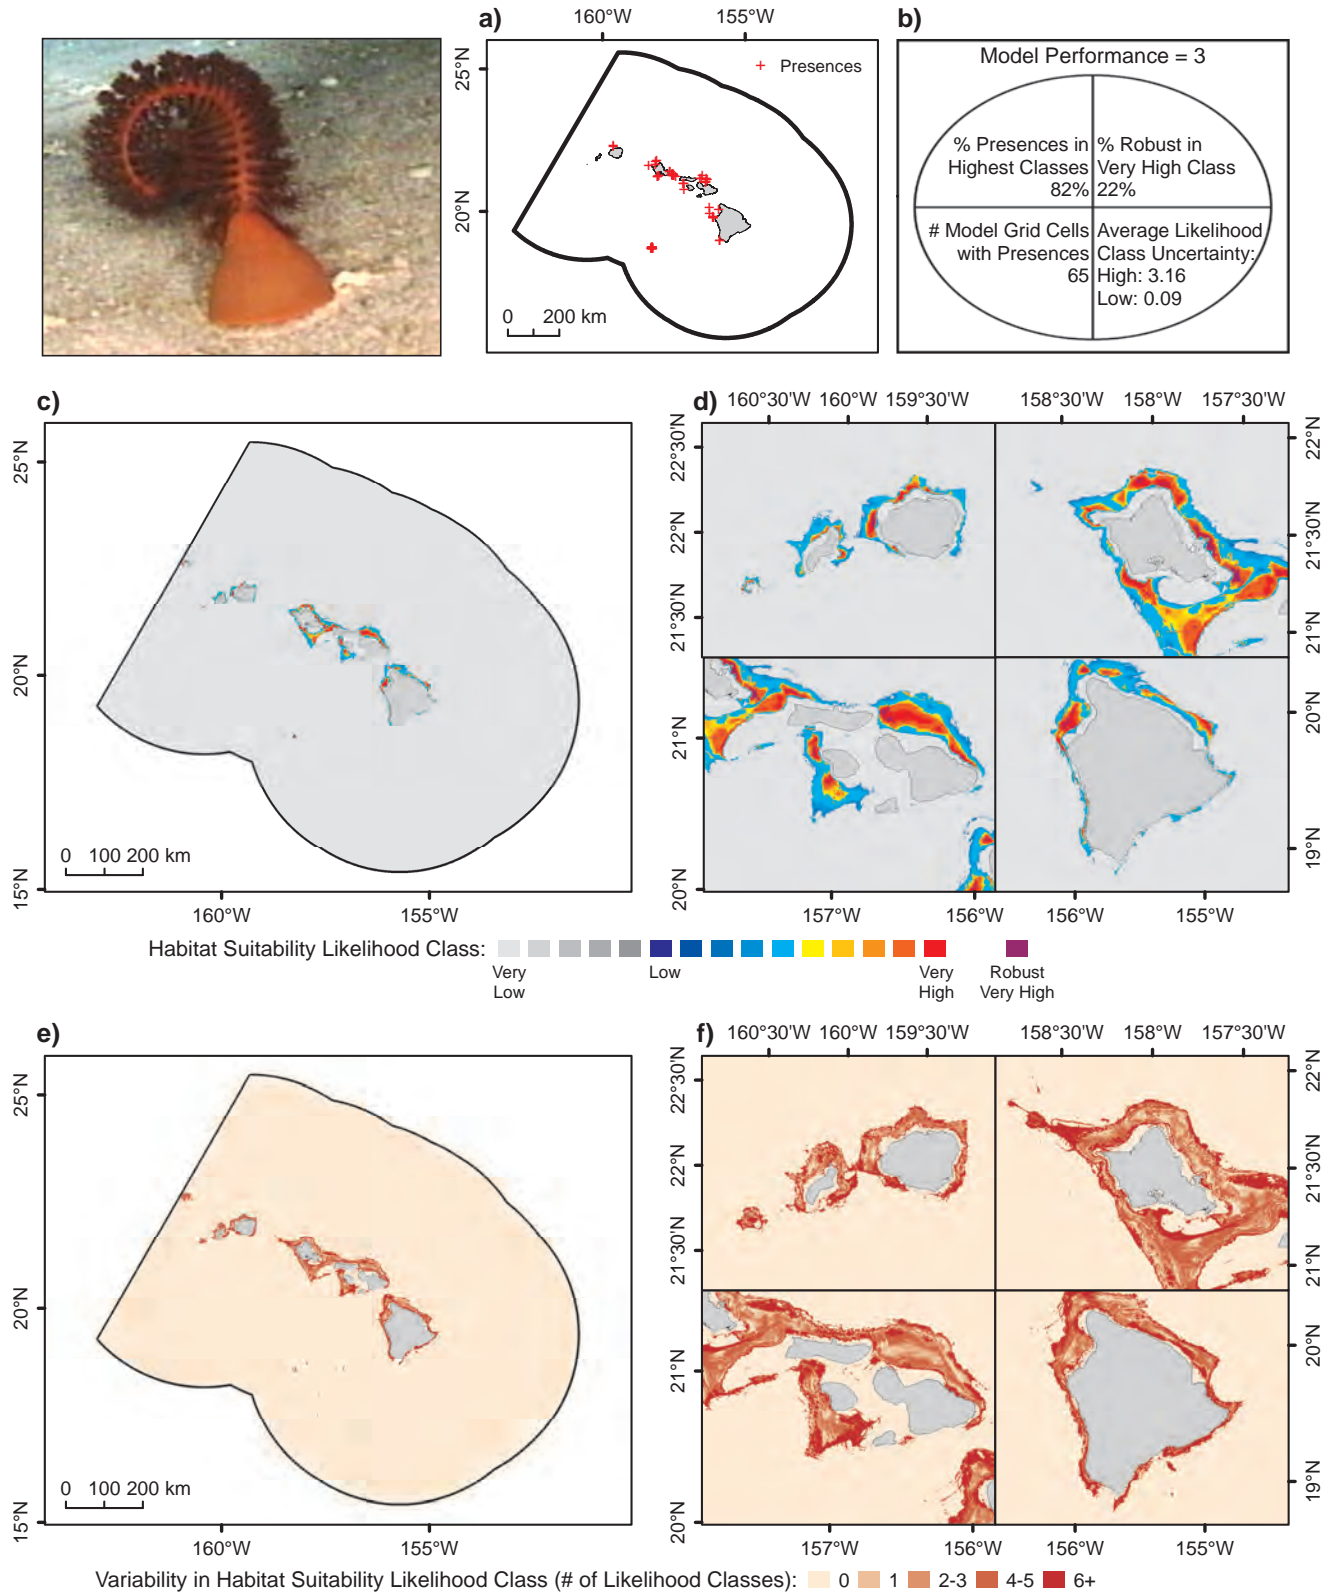 a)
160°W 155°W
25°N
20°N
+ Presences
0 200 km
b)
Model Performance = 3
% Presences in
Highest Classes
82%
% Robust in
Very High Class
22%
# Model Grid Cells
with Presences
65
Average Likelihood
Class Uncertainty:
High: 3.16
Low: 0.09
c)
25°N
20°N
15°N
0 100 200 km
160°W 155°W
d)
160°30'W 160°W 159°30'W 158°30'W 158°W 157°30'W
22°30'N
22°N
21°30'N
22°N
21°30'N
21°N
21°N
20°N
20°N
19°N
157°W 156°W 156°W 155°W
Habitat Suitability Likelihood Class:
Very
Low
Low
Very
High
Robust
Very High
e)
25°N
20°N
15°N
0 100 200 km
160°W 155°W
f)
160°30'W 160°W 159°30'W 158°30'W 158°W 157°30'W
22°30'N
22°N
21°30'N
22°N
21°30'N
21°N
21°N
20°N
20°N
19°N
157°W 156°W 156°W 155°W
Variability in Habitat Suitability Likelihood Class (# of Likelihood Classes): 0 1 2-3 4-5 6+